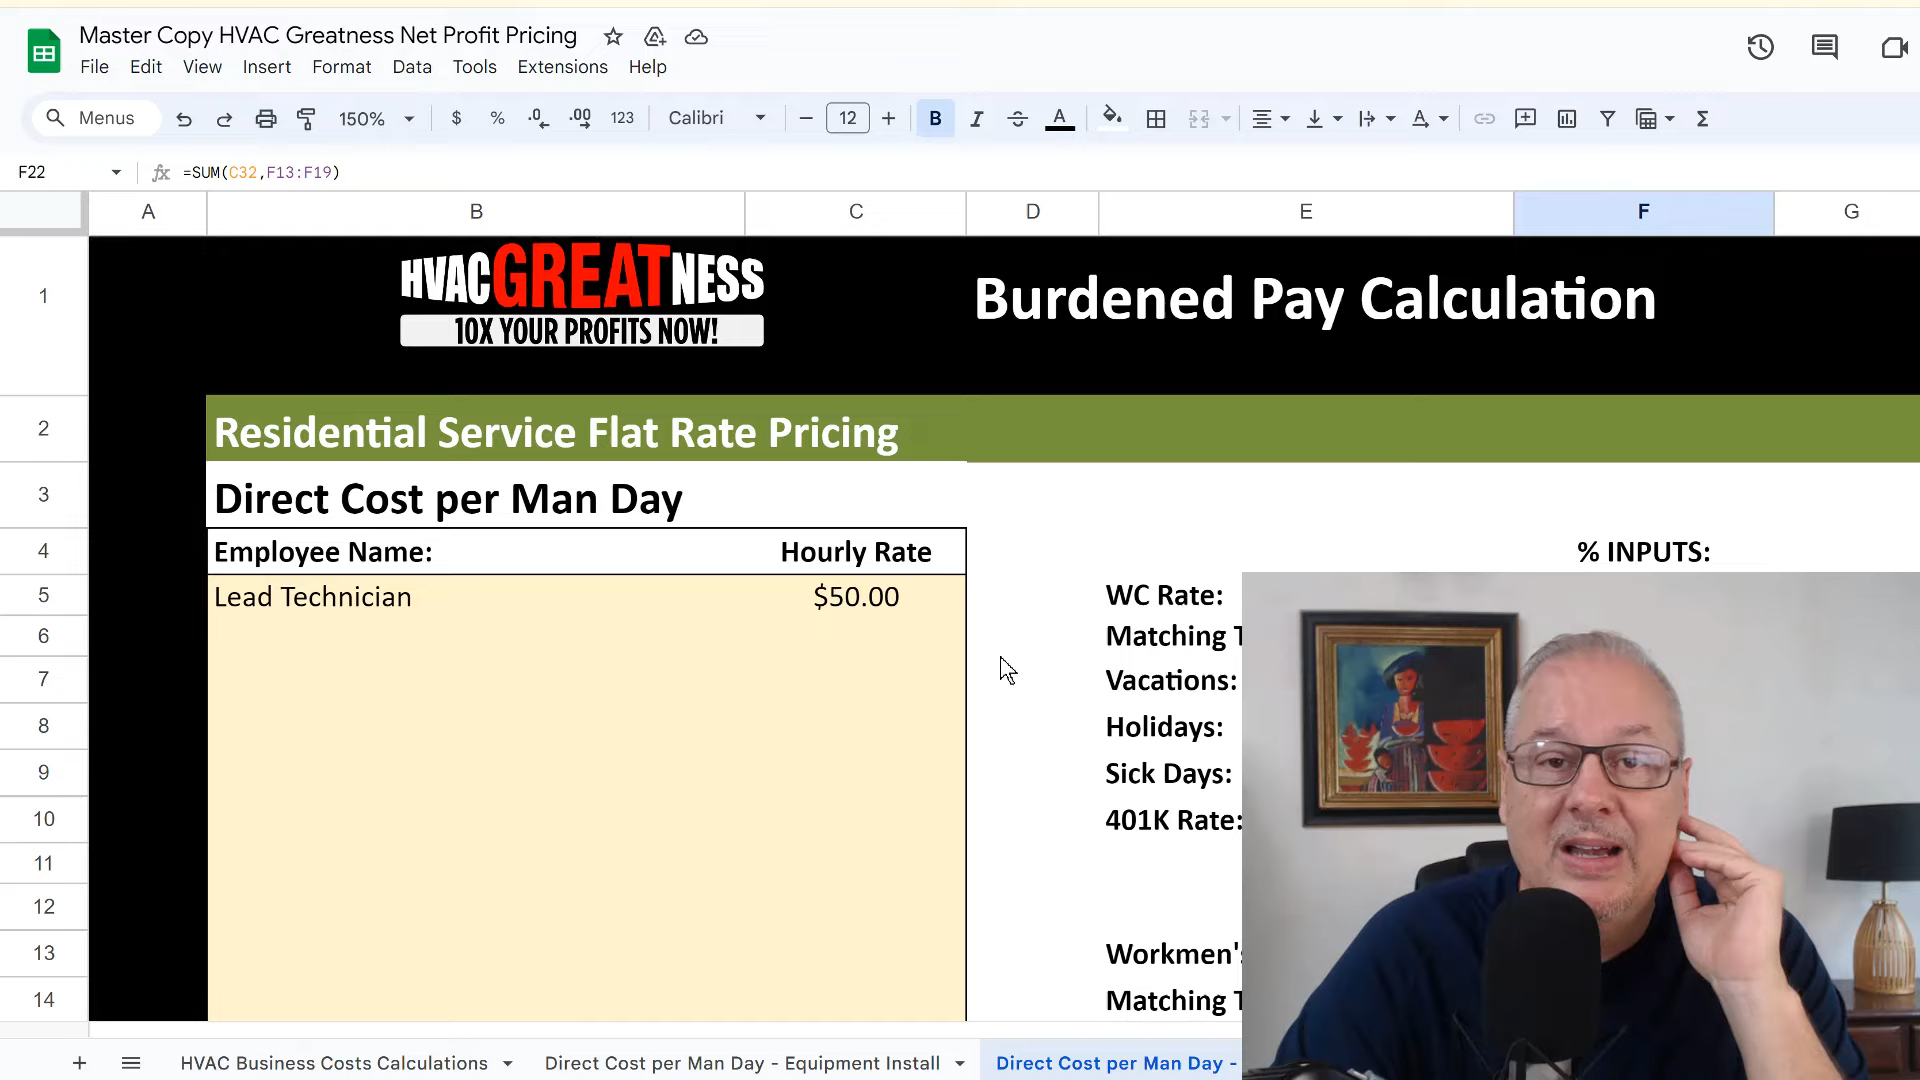 Master Copy HVAC Greatness Net Profit Pricing
File Edit View Insert Format Data Tools Extensions Help
Menus 150% $ % .0 .00 123 Calibri 12 B I A
F22 fx =SUM(C32,F13:F19)
A B C D E F G
1 HVACGREATNESS Burdened Pay Calculation
10X YOUR PROFITS NOW!
2 Residential Service Flat Rate Pricing
3 Direct Cost per Man Day
4 Employee Name: Hourly Rate % INPUTS:
5 Lead Technician $50.00 WC Rate:
6 Matching T
7 Vacations:
8 Holidays:
9 Sick Days:
10 401K Rate:
11
12
13 Workmen's
14 Matching T
HVAC Business Costs Calculations Direct Cost per Man Day - Equipment Install Direct Cost per Man Day -